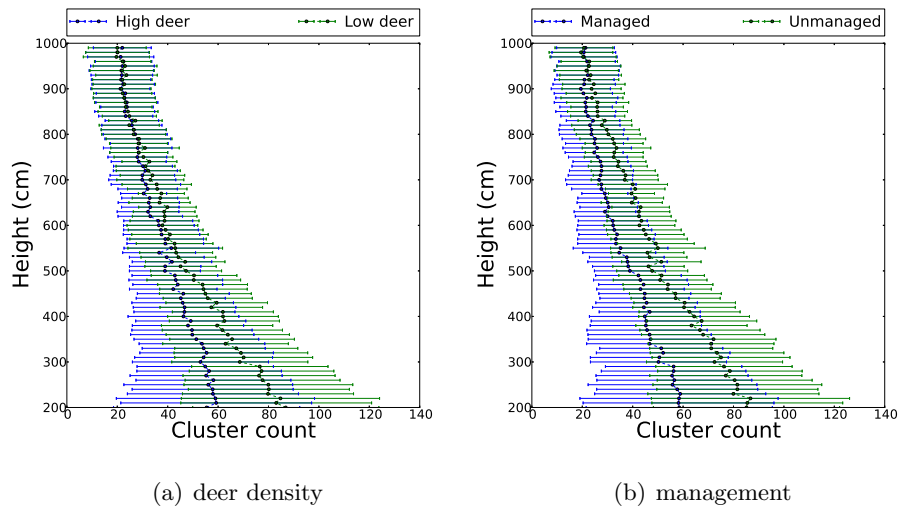 High deer Low deer
1000
900
800
700
600
500
400
300
200
Height (cm)
0 20 40 60 80 100 120 140
Cluster count
(a) deer density
Managed Unmanaged
1000
900
800
700
600
500
400
300
200
Height (cm)
0 20 40 60 80 100 120 140
Cluster count
(b) management